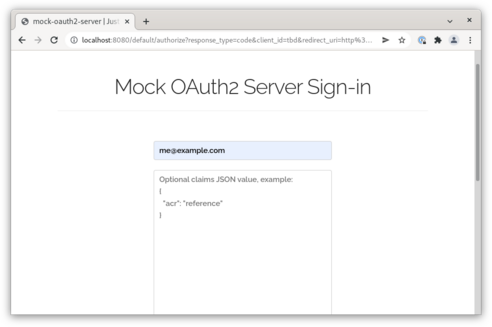 mock-oauth2-server | Just
localhost:8080/default/authorize?response_type=code&client_id=tbd&redirect_uri=http%3...
Mock OAuth2 Server Sign-in
me@example.com
Optional claims JSON value, example:
{
"acr": "reference"
}